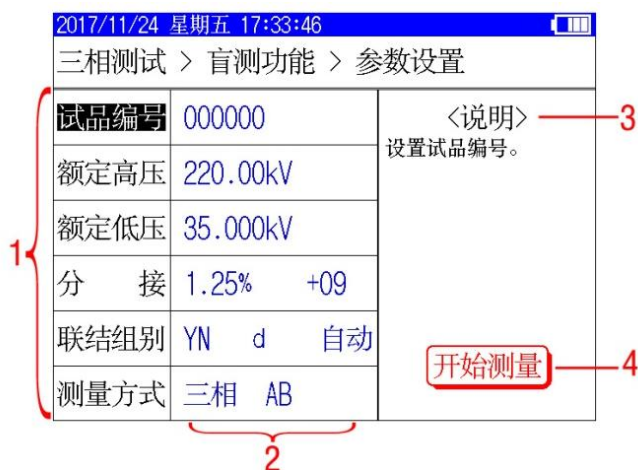 2017/11/24 星期五 17:33:46
三相测试 > 盲测功能 > 参数设置
试品编号 000000
额定高压 220.00kV
额定低压 35.000kV
分 接 1.25% +09
联结组别 YN d 自动
测量方式 三相 AB
<说明>
设置试品编号。
开始测量
1
2
3
4